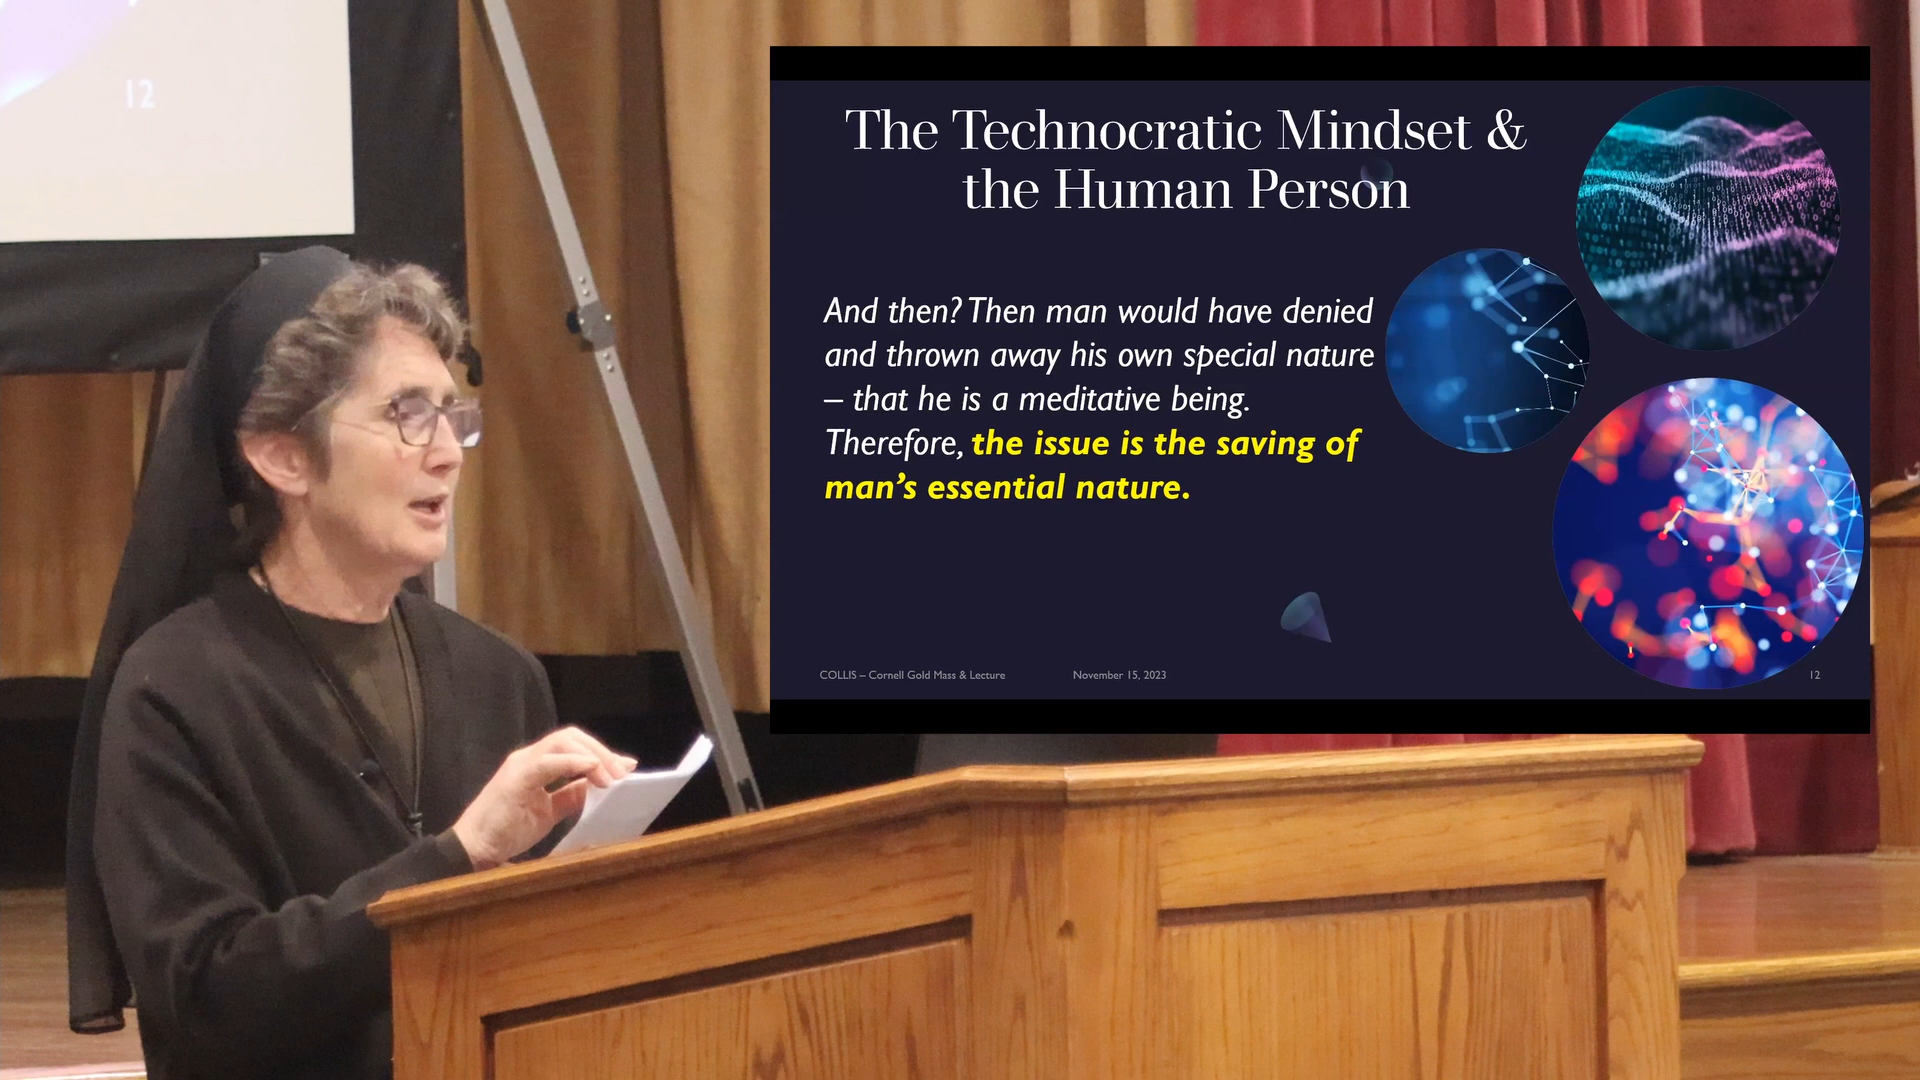 12
The Technocratic Mindset &
the Human Person
And then? Then man would have denied
and thrown away his own special nature
– that he is a meditative being.
Therefore, the issue is the saving of
man’s essential nature.
COLLIS – Cornell Gold Mass & Lecture November 15, 2023 12